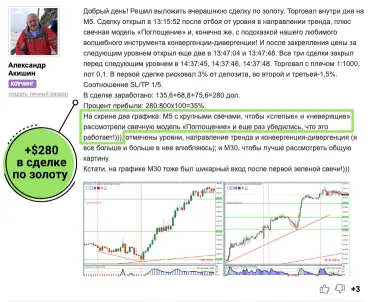 Добрый день! Решил выложить вчерашнюю сделку по золоту. Торговал внутри дня на
М5. Сделку открыл в 13:15:52 после отбоя от уровня в направлении тренда, плюс
свечная модель «Поглощение» и, конечно же, с подсказкой нашего любимого
волшебного инструмента конвергенции-дивергенции! И после закрепления цены за
следующим уровнем открыл еще две в 13:47:04 и 13:47:48. Все три сделки закрыл
перед следующим уровнем в 14:37:45, 14:37:46, 14:37:48. Торговал с плечом 1:1000,
лот 0,1. В первой сделке рисковал 3% от депозита, во второй и третьей-1,5%.
Соотношение SL/TP 1/5.
В сделке заработано: 135,6+68,8+75,6=280 дол.
Процент прибыли: 280:800х100=35%.
На скрине два графика: М5 с крупными свечами, чтобы «слепые» и «неверящие»
рассмотрели свечную модель «Поглощение» и еще раз убедились, что это
работает!))), отмечены уровни, направление тренда и конвергенция-дивергенция (я
все больше и больше в нее влюбляюсь); и М30, чтобы лучше рассмотреть общую
картину.
Кстати, на графике М30 тоже был шикарный вход после первой зеленой свечи!)))
Александр
Акишин
КОУЧИНГ
создать личный раздел
+$280
в сделке
по золоту
+3